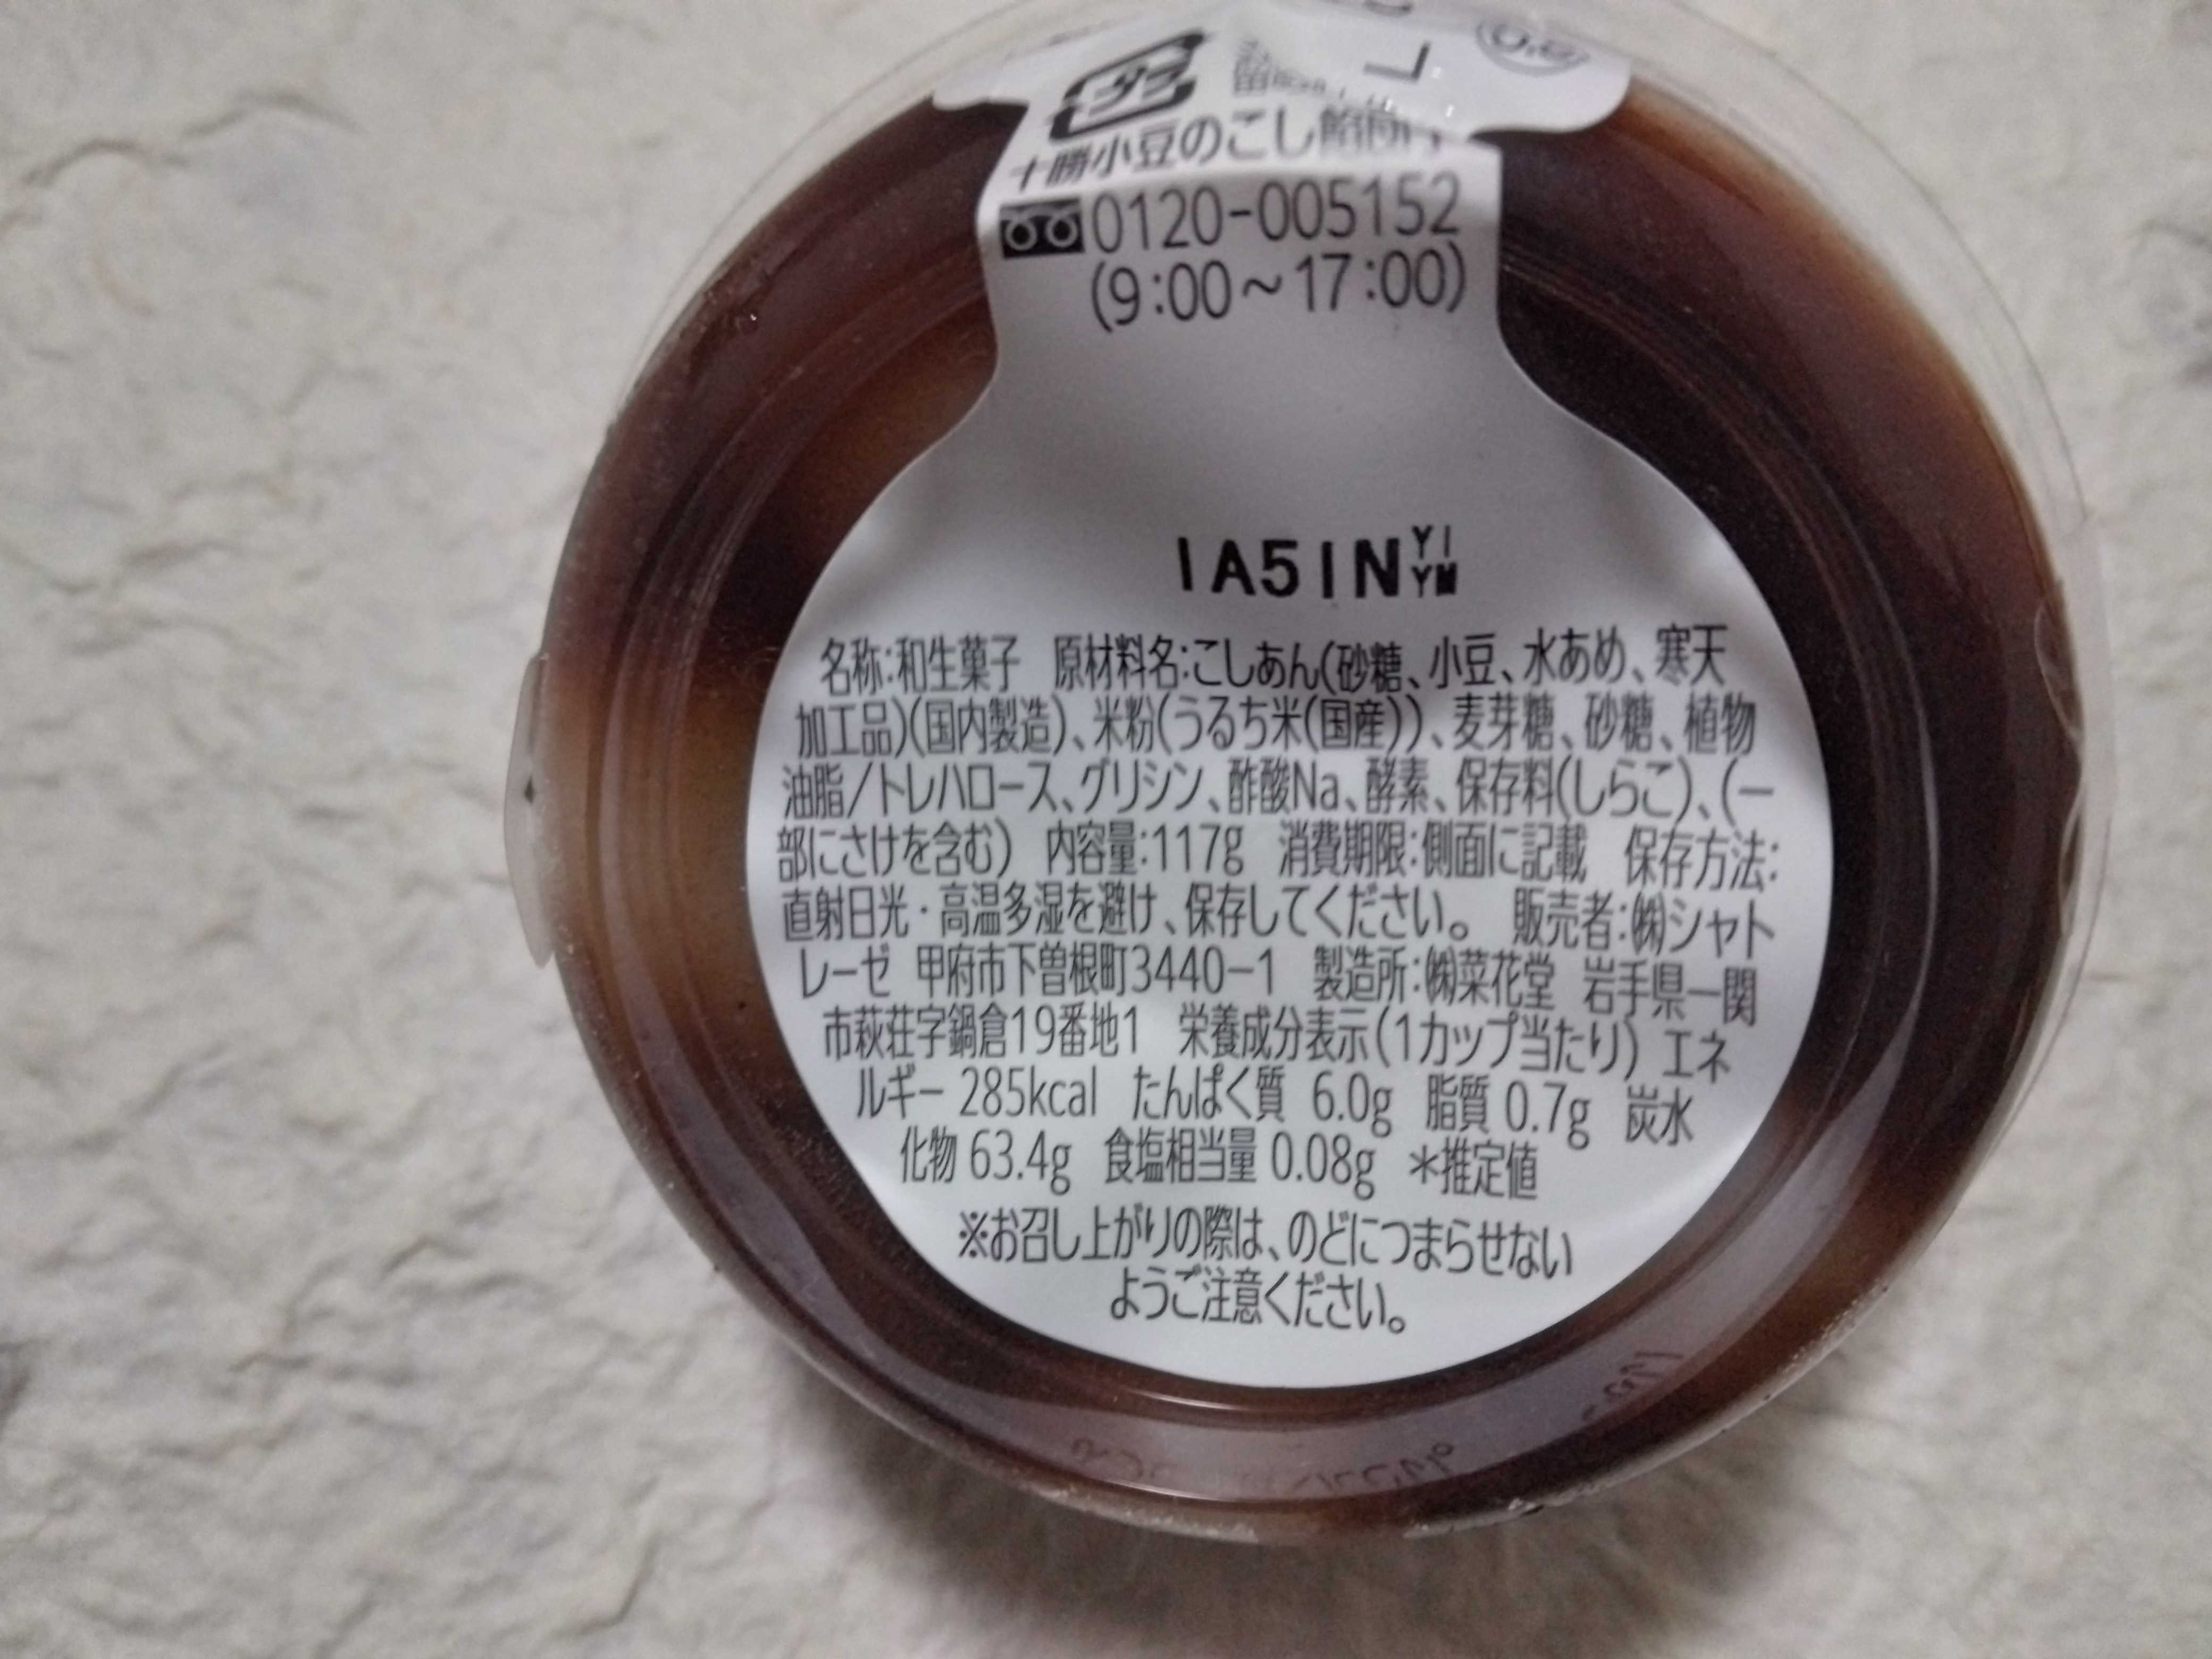 プラ
十勝小豆のこし餡団子
0120-005152
(9:00～17:00)
IA5IN YI YM
名称:和生菓子 原材料名:こしあん(砂糖、小豆、水あめ、寒天
加工品)(国内製造)、米粉(うるち米(国産))、麦芽糖、砂糖、植物
油脂/トレハロース、グリシン、酢酸Na、酵素、保存料(しらこ)、(一
部にさけを含む) 内容量:117g 消費期限:側面に記載 保存方法:
直射日光・高温多湿を避け、保存してください。 販売者:㈱シャト
レーゼ 甲府市下曽根町3440-1 製造所:㈱菜花堂 岩手県一関
市萩荘字鍋倉19番地1 栄養成分表示(1カップ当たり) エネ
ルギー 285kcal たんぱく質 6.0g 脂質 0.7g 炭水
化物 63.4g 食塩相当量 0.08g *推定値
※お召し上がりの際は、のどにつまらせない
ようご注意ください。